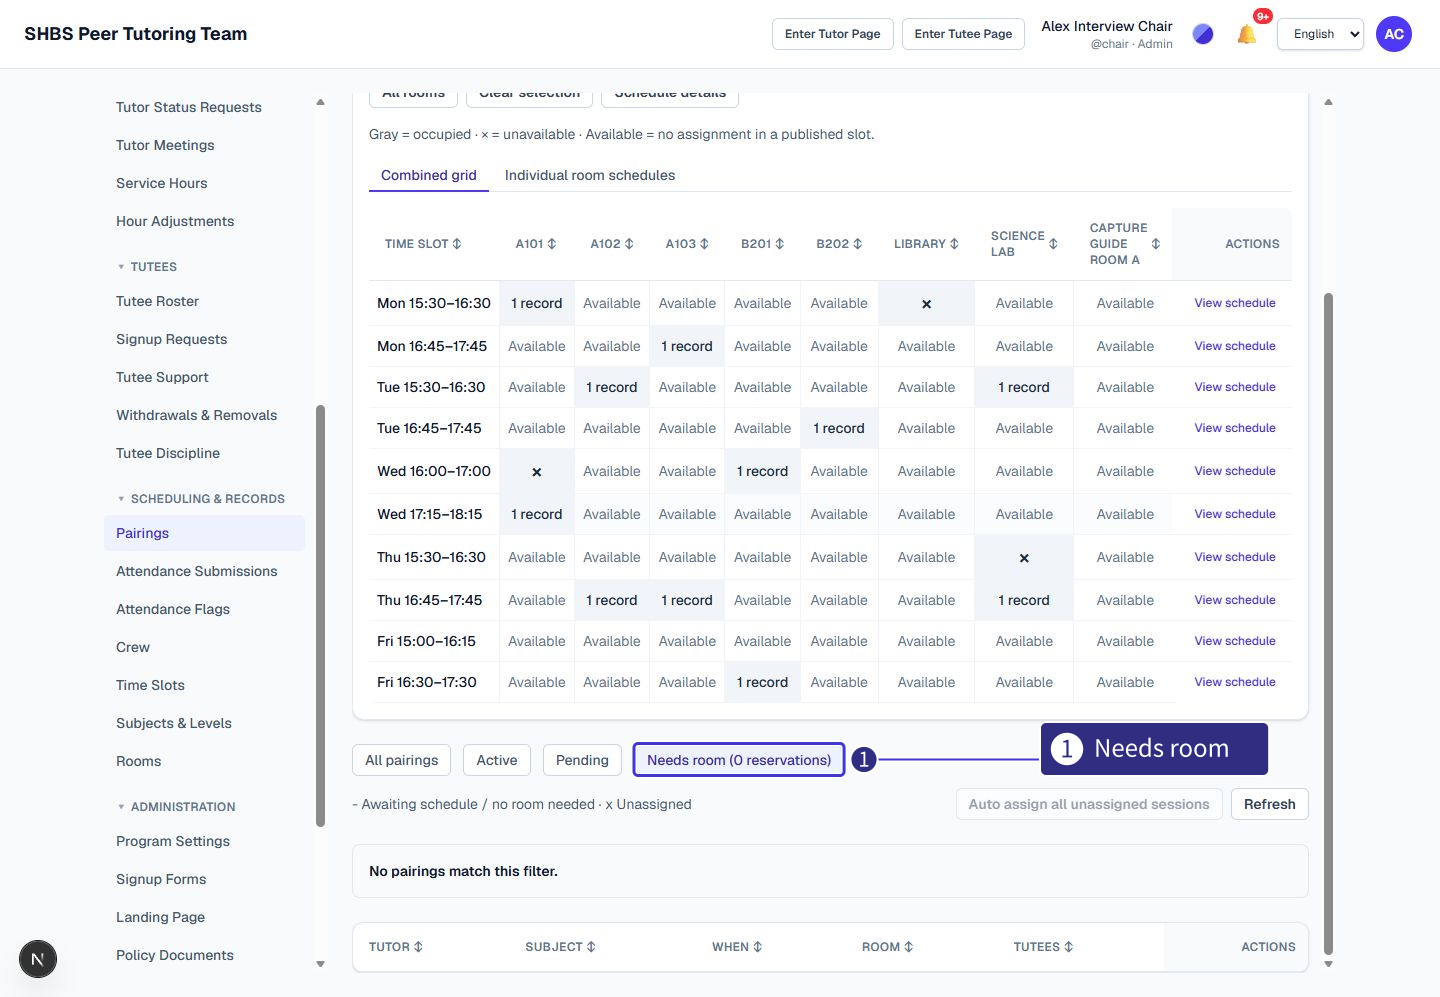 SHBS Peer Tutoring Team
Enter Tutor Page
Enter Tutee Page
Alex Interview Chair
@chair · Admin
9+
English
AC
Tutor Status Requests
Tutor Meetings
Service Hours
Hour Adjustments
TUTEES
Tutee Roster
Signup Requests
Tutee Support
Withdrawals & Removals
Tutee Discipline
SCHEDULING & RECORDS
Pairings
Attendance Submissions
Attendance Flags
Crew
Time Slots
Subjects & Levels
Rooms
ADMINISTRATION
Program Settings
Signup Forms
Landing Page
Policy Documents
N
All rooms
Clear selection
Schedule details
Gray = occupied · × = unavailable · Available = no assignment in a published slot.
Combined grid
Individual room schedules
TIME SLOT A101 A102 A103 B201 B202 LIBRARY SCIENCE LAB CAPTURE GUIDE ROOM A ACTIONS
Mon 15:30–16:30 1 record Available Available Available Available × Available Available View schedule
Mon 16:45–17:45 Available Available 1 record Available Available Available Available Available View schedule
Tue 15:30–16:30 Available 1 record Available Available Available Available 1 record Available View schedule
Tue 16:45–17:45 Available Available Available Available 1 record Available Available Available View schedule
Wed 16:00–17:00 × Available Available 1 record Available Available Available Available View schedule
Wed 17:15–18:15 1 record Available Available Available Available Available Available Available View schedule
Thu 15:30–16:30 Available Available Available Available Available Available × Available View schedule
Thu 16:45–17:45 Available 1 record 1 record Available Available Available 1 record Available View schedule
Fri 15:00–16:15 Available Available Available Available Available Available Available Available View schedule
Fri 16:30–17:30 Available Available Available 1 record Available Available Available Available View schedule
All pairings
Active
Pending
Needs room (0 reservations)
1
1 Needs room
- Awaiting schedule / no room needed · x Unassigned
Auto assign all unassigned sessions
Refresh
No pairings match this filter.
TUTOR SUBJECT WHEN ROOM TUTEES ACTIONS